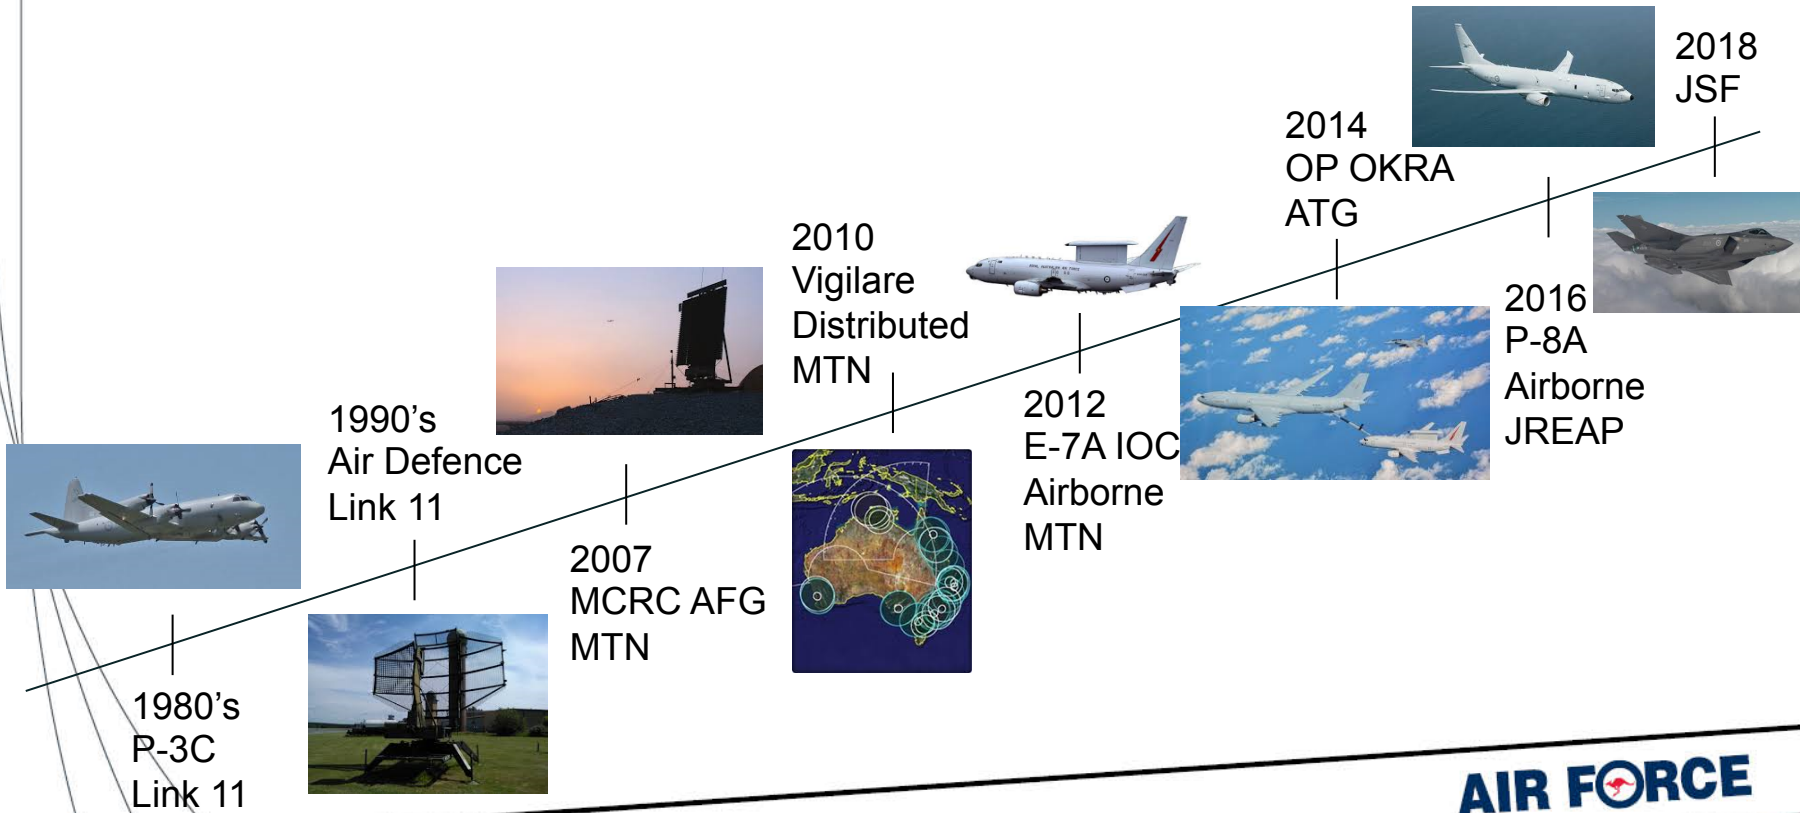 1980’s
P-3C
Link 11
1990’s
Air Defence
Link 11
2007
MCRC AFG
MTN
2010
Vigilare
Distributed
MTN
2012
E-7A IOC
Airborne
MTN
2014
OP OKRA
ATG
2016
P-8A
Airborne
JREAP
2018
JSF
AIR FORCE